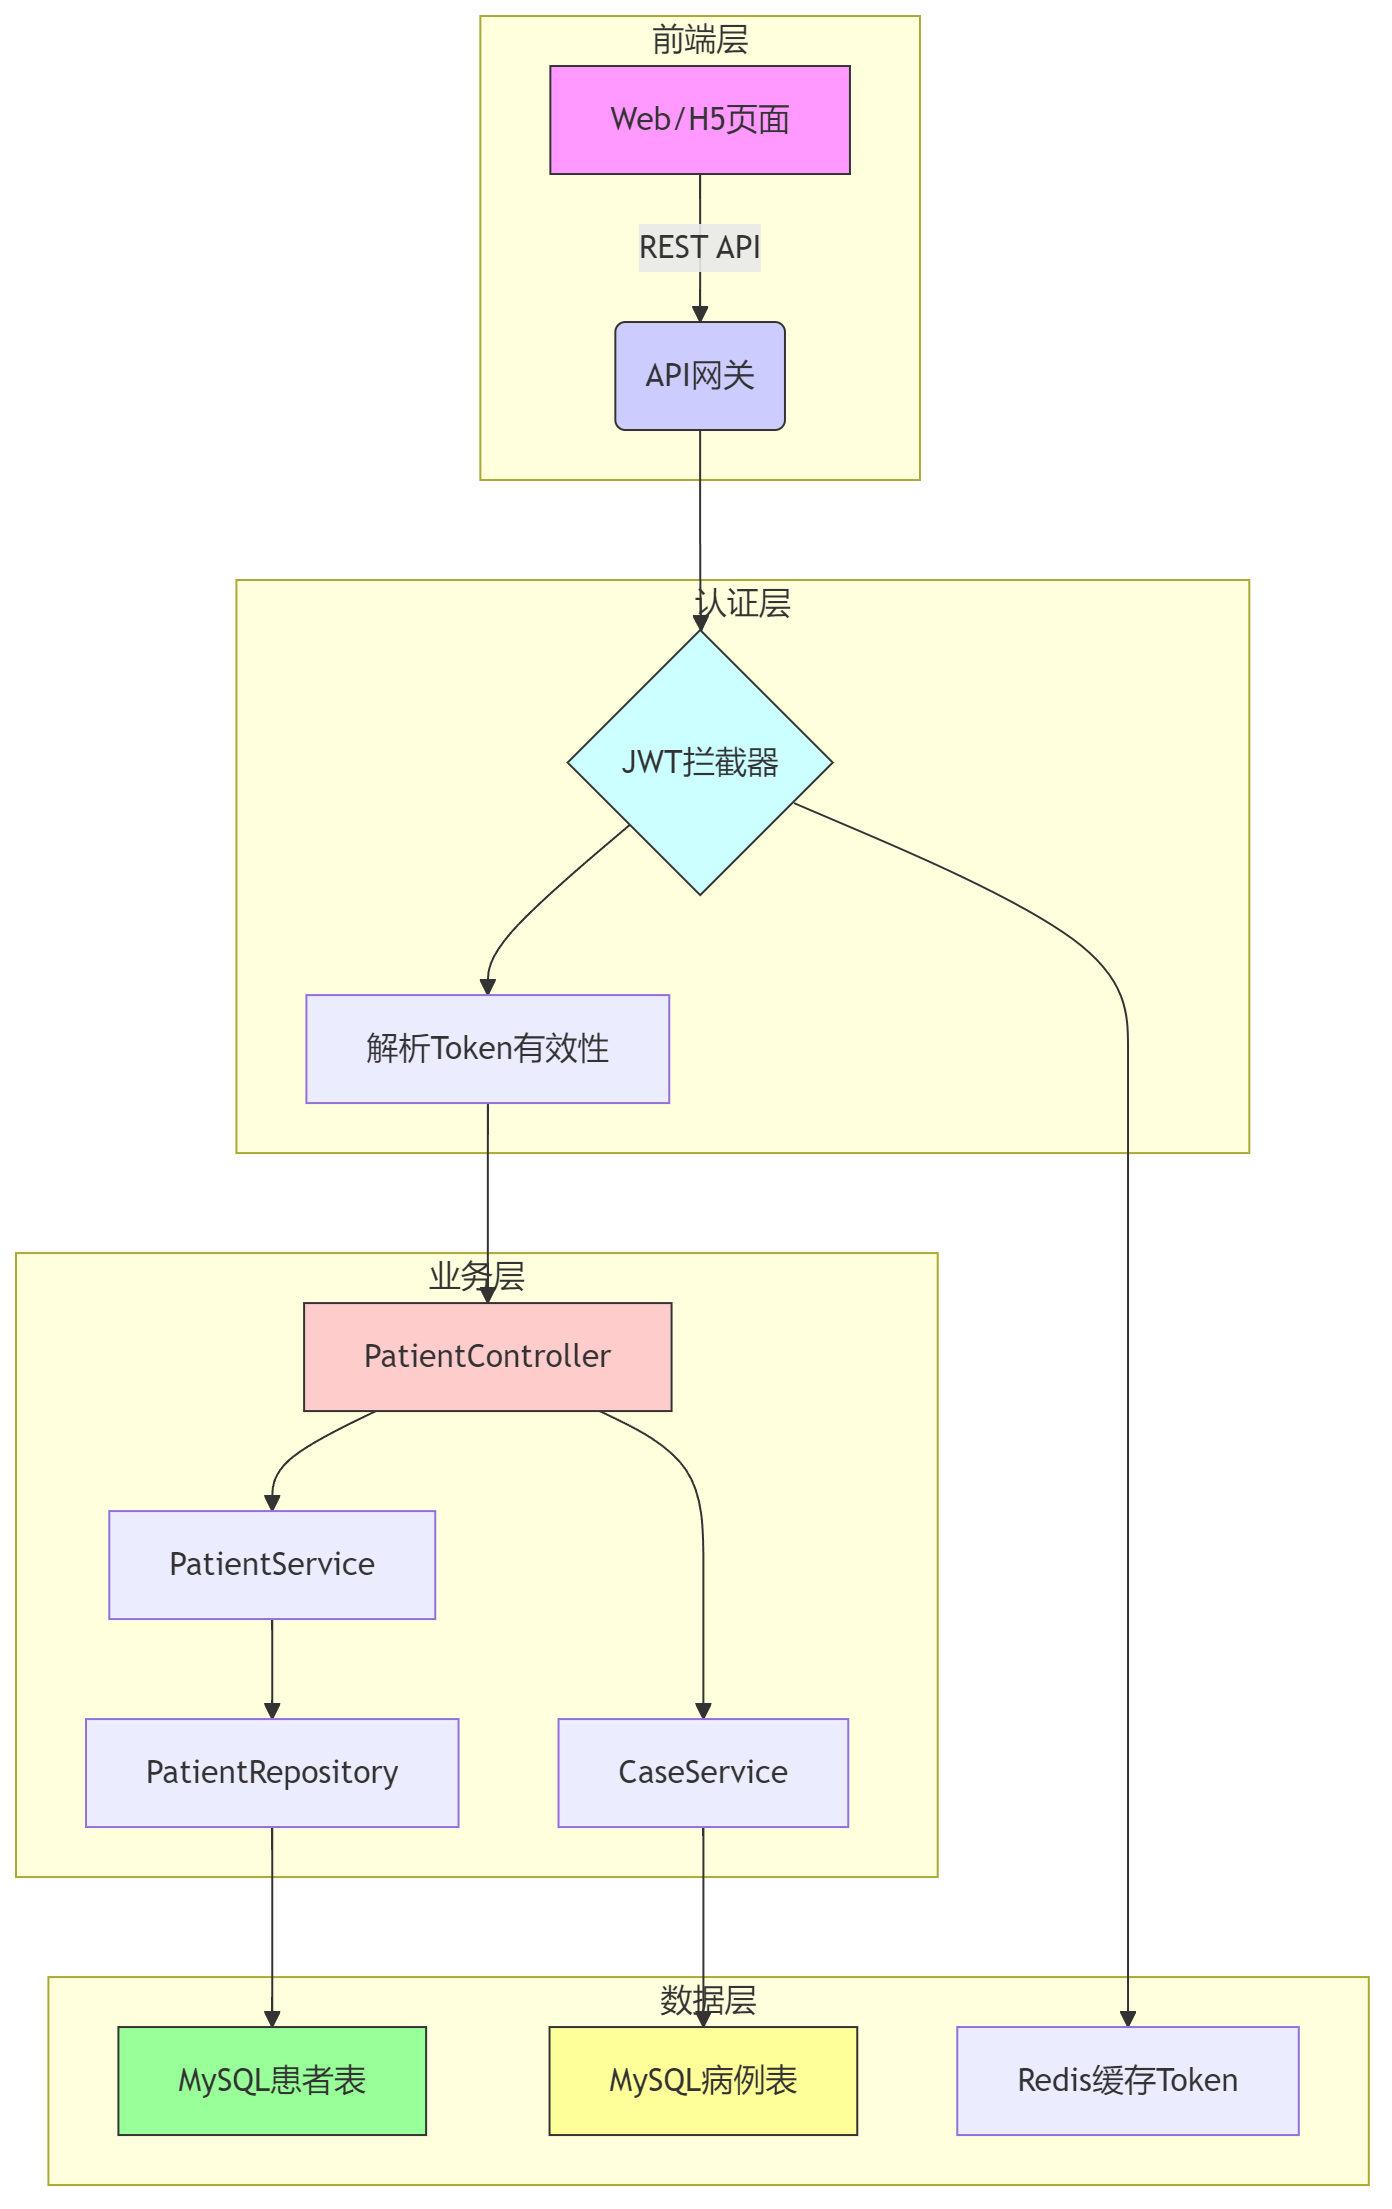 前端层
Web/H5页面
REST API
API网关
认证层
JWT拦截器
解析Token有效性
业务层
PatientController
PatientService
PatientRepository
CaseService
数据层
MySQL患者表
MySQL病例表
Redis缓存Token